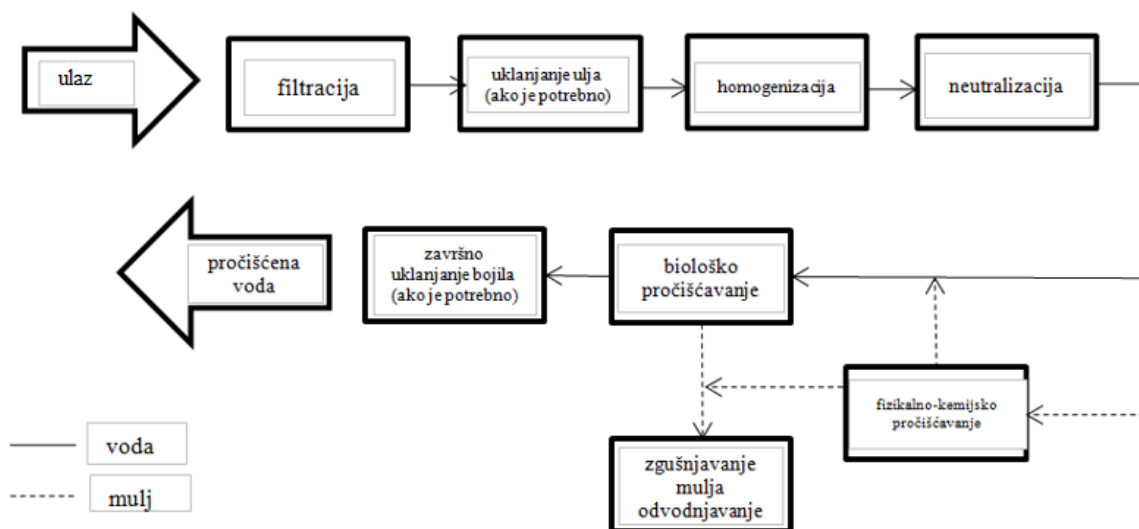 ulaz
filtracija
uklanjanje ulja
(ako je potrebno)
homogenizacija
neutralizacija
pročišćena
voda
završno
uklanjanje bojila
(ako je potrebno)
biološko
pročišćavanje
fizikalno-kemijsko
pročišćavanje
zgušnjavanje
mulja
odvodnjavanje
voda
mulj